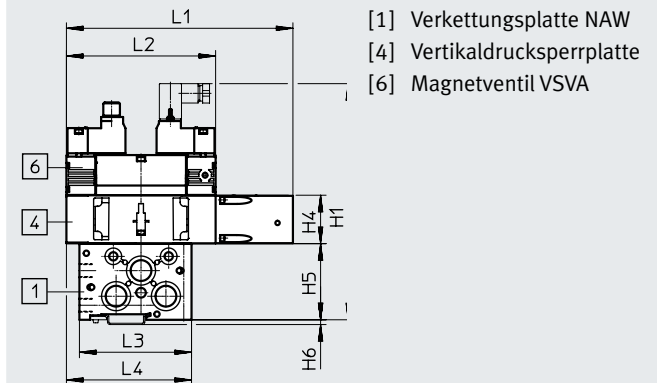 L1
L2
[1] Verkettungsplatte NAW
[4] Vertikaldrucksperrplatte
[6] Magnetventil VSVA
6
4
1
H4
H1
H5
H6
L3
L4